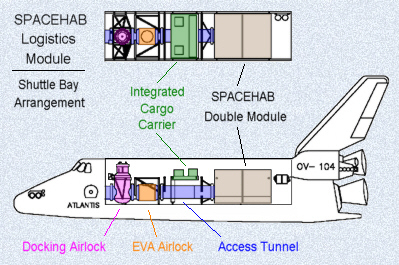 SPACEHAB
Logistics
Module
Shuttle Bay
Arrangement
Integrated
Cargo
Carrier
SPACEHAB
Double Module
OV- 104
ATLANTIS
Docking Airlock
EVA Airlock
Access Tunnel